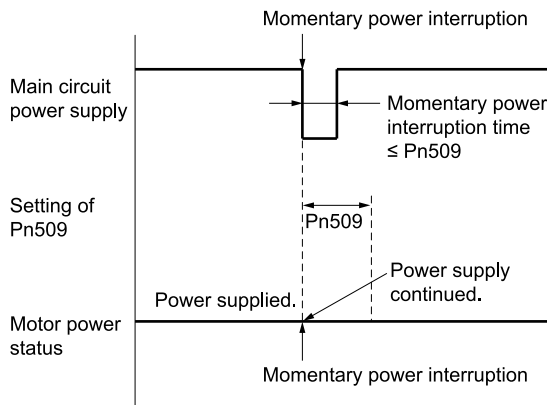 Momentary power interruption
Main circuit
power supply
Momentary power
interruption time
≤ Pn509
Setting of
Pn509
Pn509
Power supply
continued.
Power supplied.
Motor power
status
Momentary power interruption